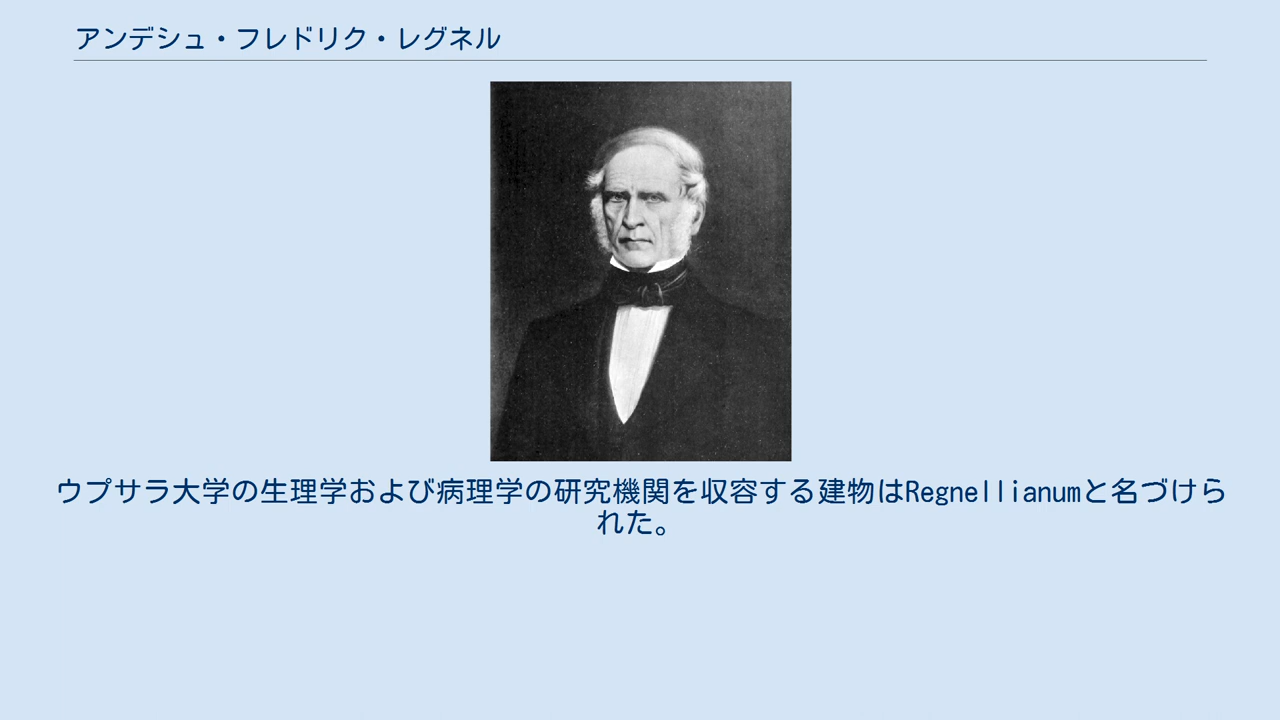 アンデシュ・フレドリク・レグネル
ウプサラ大学の生理学および病理学の研究機関を収容する建物はRegnellianumと名づけら
れた。